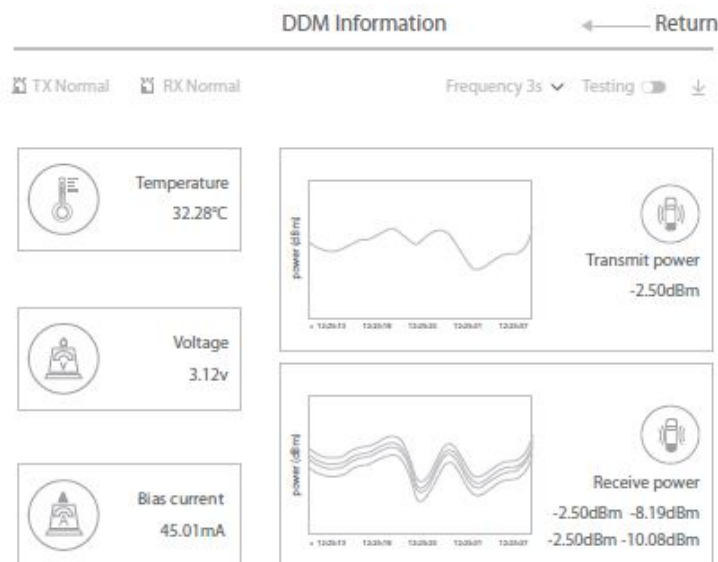 DDM Information
Return
TX Normal
RX Normal
Frequency 3s
Testing
Temperature
32.28°C
power (dBm)
Transmit power
-2.50dBm
Voltage
3.12v
power (dBm)
Receive power
-2.50dBm -8.19dBm
-2.50dBm -10.08dBm
Bias current
45.01mA